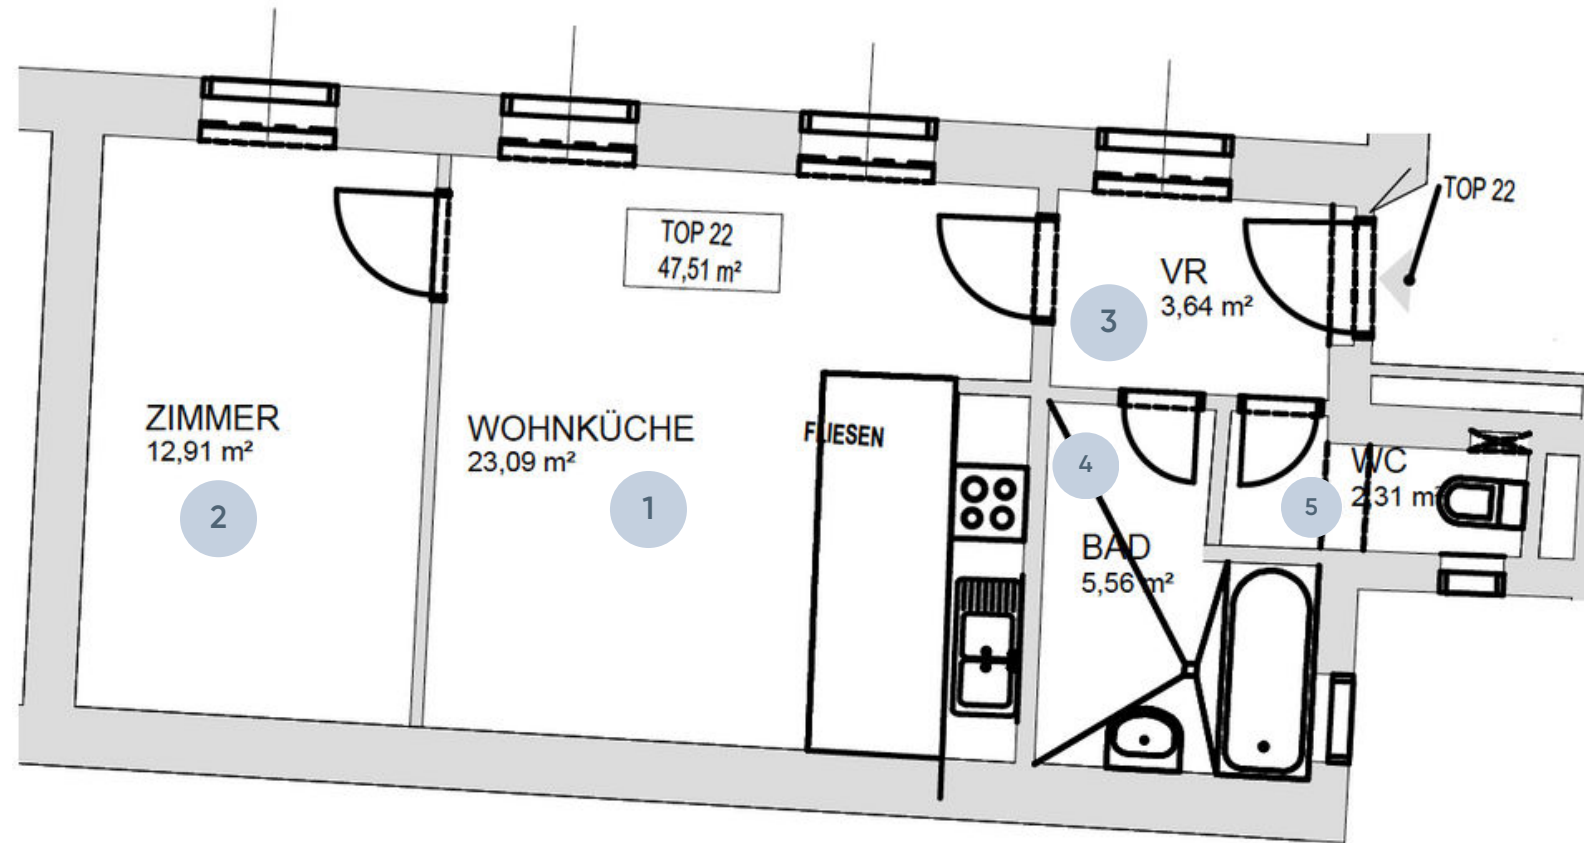 TOP 22
TOP 22
47,51 m²
VR
3,64 m²
3
ZIMMER
12,91 m²
2
WOHNKÜCHE
23,09 m²
1
FLIESEN
4
BAD
5,56 m²
WC
2,31 m²
5